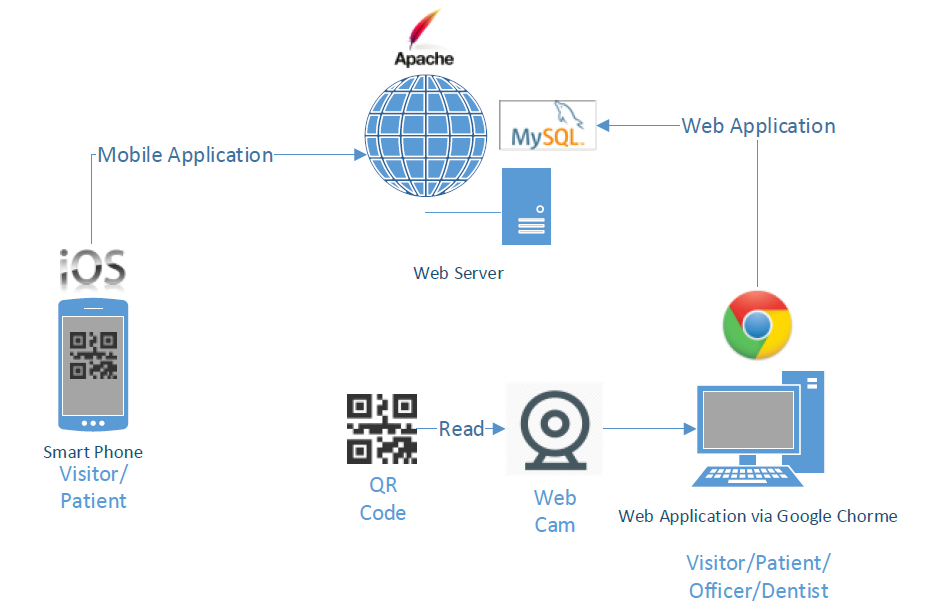 Apache
MySQL
Web Application
Mobile Application
iOS
Web Server
Smart Phone
Visitor/
Patient
Read
QR
Code
Web
Cam
Web Application via Google Chorme
Visitor/Patient/
Officer/Dentist